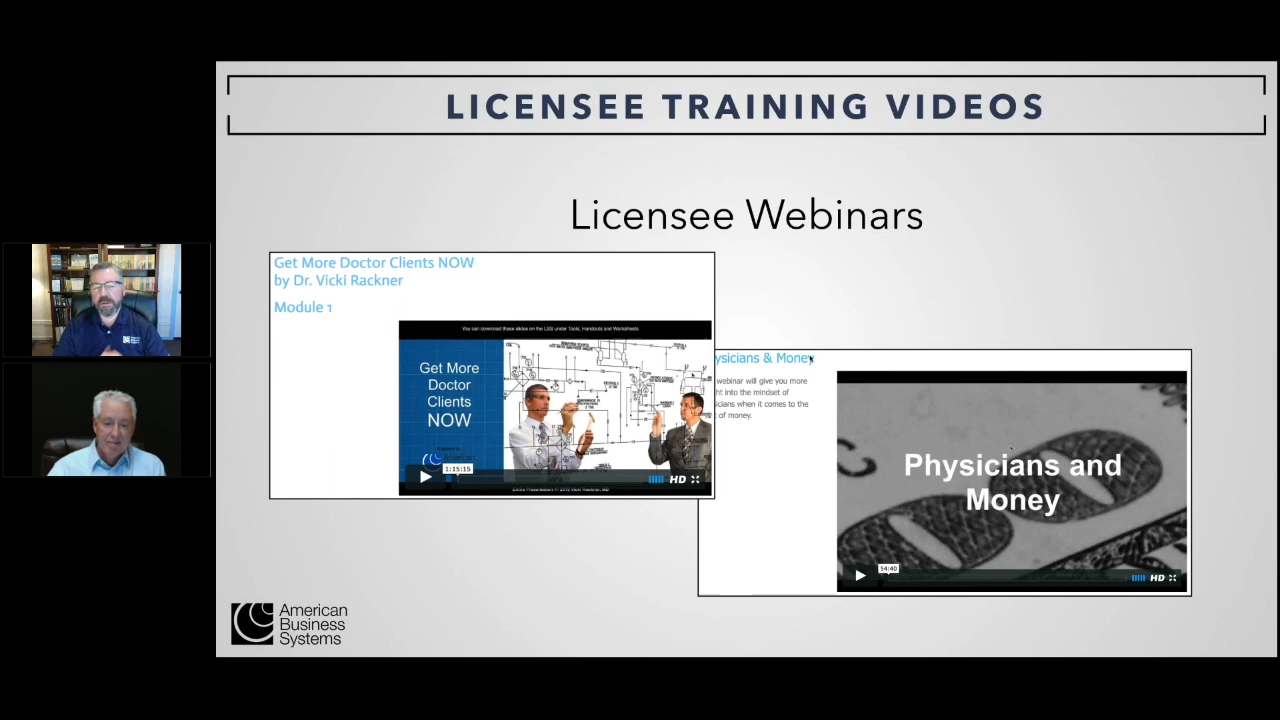 LICENSEE TRAINING VIDEOS
Licensee Webinars
Get More Doctor Clients NOW
by Dr. Vicki Rackner
Module 1
You can download these slides on the LSS under Tools, Handouts and Worksheets
Get More
Doctor
Clients
NOW
American
1:15:15
HD
ysicians & Money
webinar will give you more
ht into the mindset of
icians when it comes to the
t of money.
Physicians and
Money
54:40
HD
American
Business
Systems